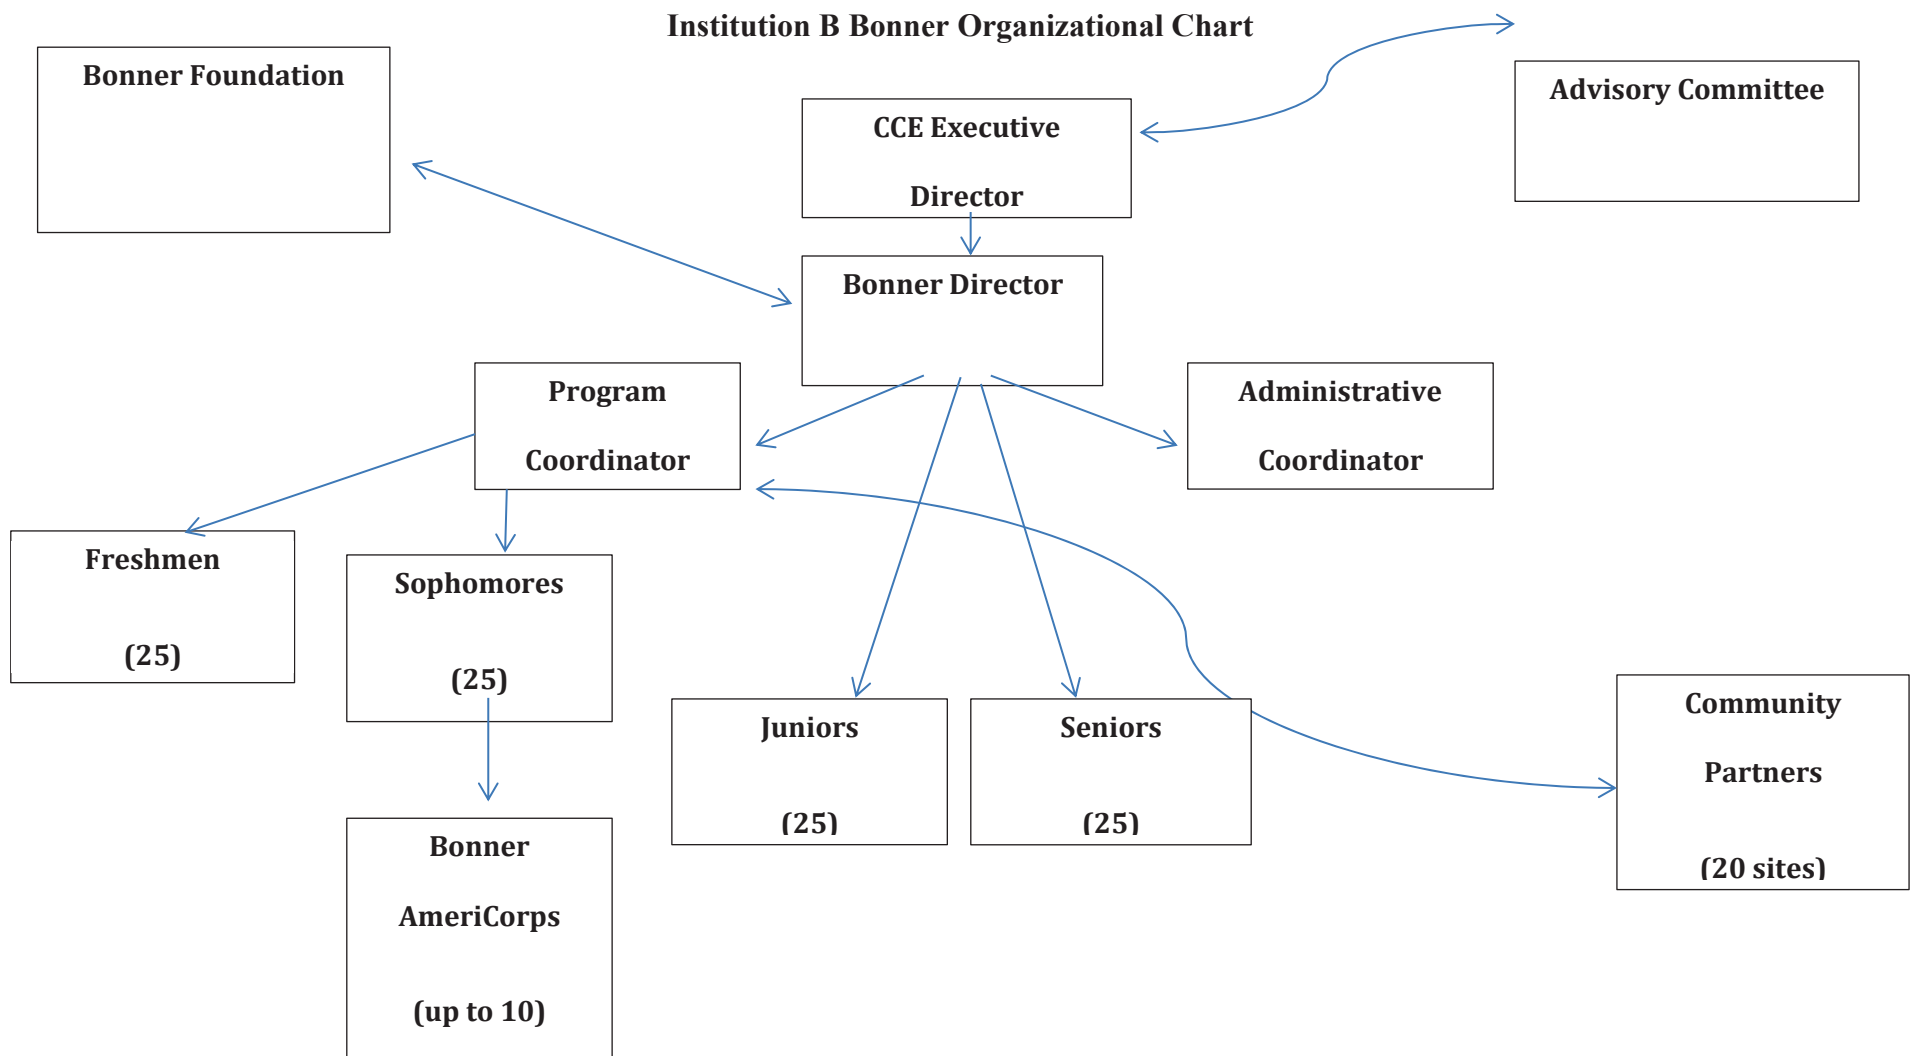 Institution B Bonner Organizational Chart
Bonner Foundation
Advisory Committee
CCE Executive
Director
Bonner Director
Program
Coordinator
Administrative
Coordinator
Freshmen
(25)
Sophomores
(25)
Juniors
(25)
Seniors
(25)
Community
Partners
(20 sites)
Bonner
AmeriCorps
(up to 10)